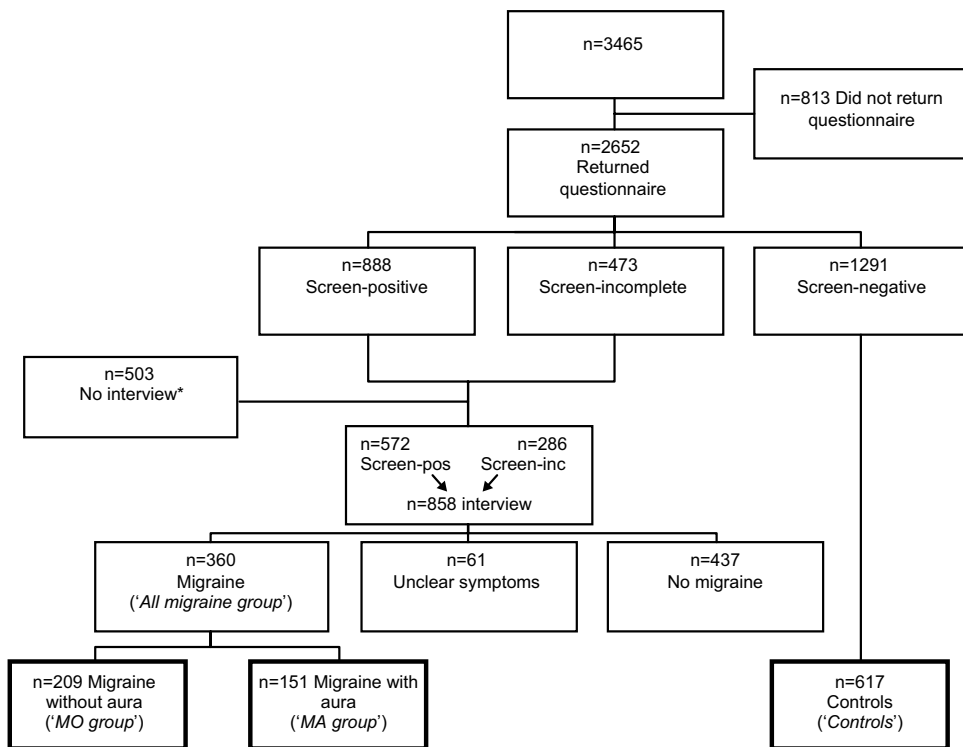 n=3465
n=813 Did not return
questionnaire
n=2652
Returned
questionnaire
n=888
Screen-positive
n=473
Screen-incomplete
n=1291
Screen-negative
n=503
No interview*
n=572
Screen-pos
n=286
Screen-inc
n=858 interview
n=360
Migraine
(‘All migraine group’)
n=61
Unclear symptoms
n=437
No migraine
n=209 Migraine
without aura
(‘MO group’)
n=151 Migraine with
aura
(‘MA group’)
n=617
Controls
(‘Controls’)